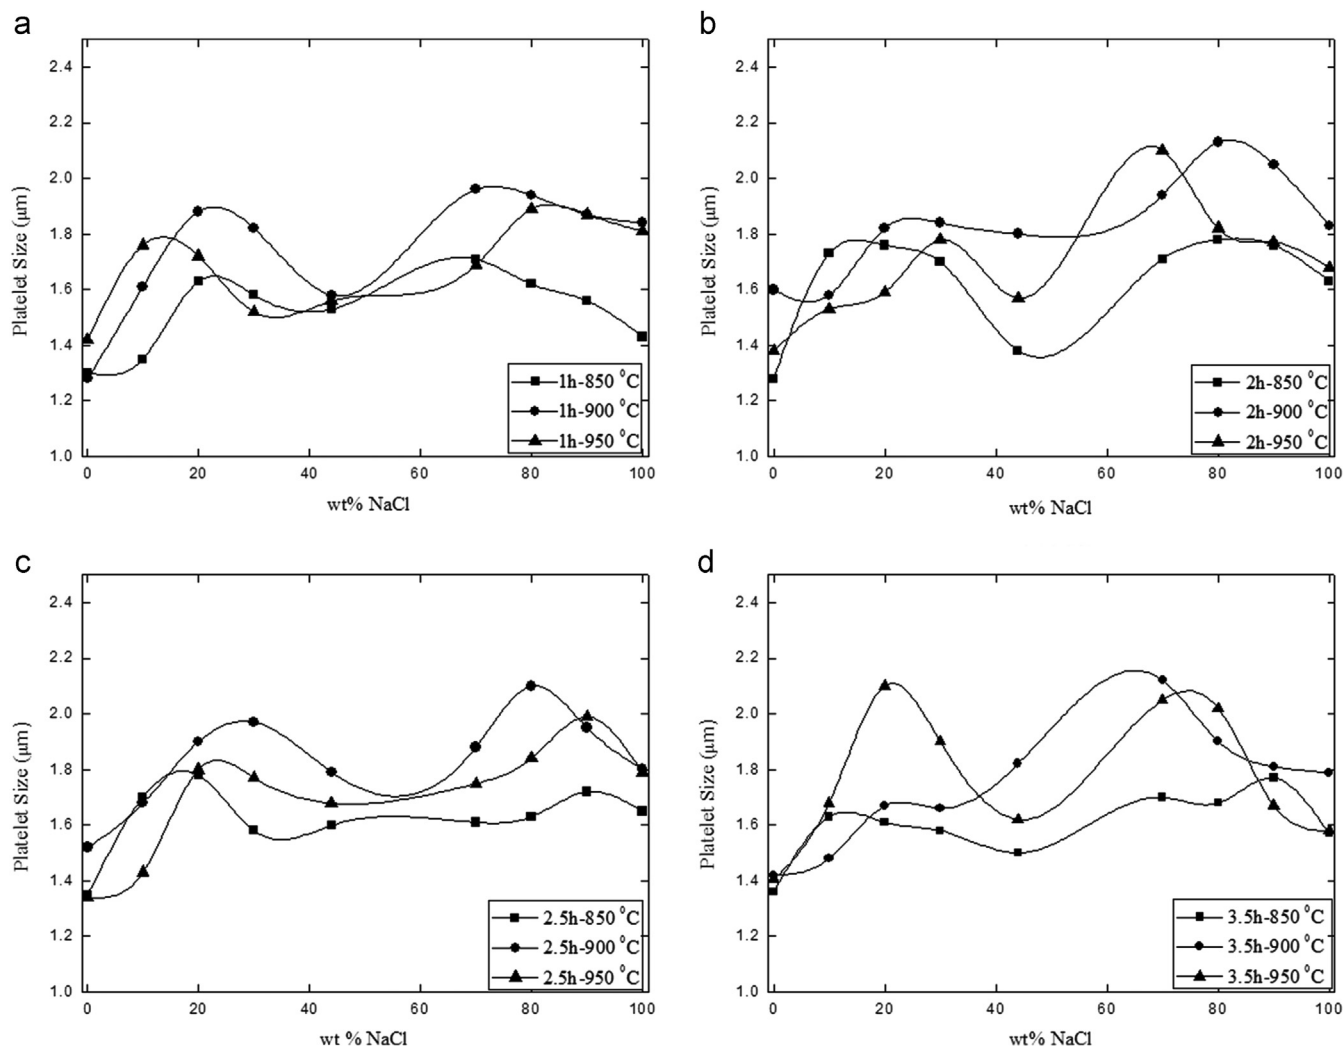 a
2.4
2.2
2.0
1.8
1.6
1.4
1.2
1.0
Platelet Size (µm)
0 20 40 60 80 100
wt% NaCl
1h-850 °C
1h-900 °C
1h-950 °C
b
2.4
2.2
2.0
1.8
1.6
1.4
1.2
1.0
Platelet Size (µm)
0 20 40 60 80 100
wt% NaCl
2h-850 °C
2h-900 °C
2h-950 °C
c
2.4
2.2
2.0
1.8
1.6
1.4
1.2
1.0
Platelet Size (µm)
0 20 40 60 80 100
wt % NaCl
2.5h-850 °C
2.5h-900 °C
2.5h-950 °C
d
2.4
2.2
2.0
1.8
1.6
1.4
1.2
1.0
Platelet Size (µm)
0 20 40 60 80 100
wt% NaCl
3.5h-850 °C
3.5h-900 °C
3.5h-950 °C